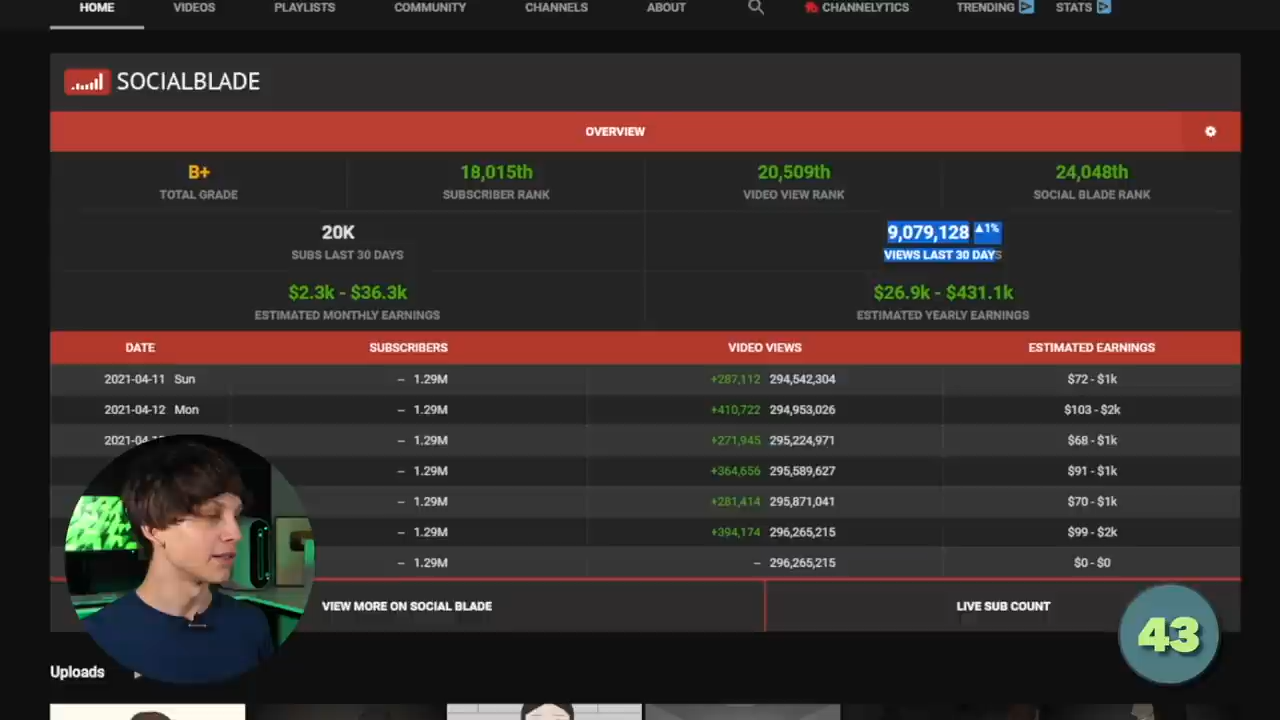 HOME VIDEOS PLAYLISTS COMMUNITY CHANNELS ABOUT CHANNELYTICS TRENDING STATS
SOCIALBLADE
OVERVIEW
B+ 18,015th 20,509th 24,048th
TOTAL GRADE SUBSCRIBER RANK VIDEO VIEW RANK SOCIAL BLADE RANK
20K 9,079,128 ▲1%
SUBS LAST 30 DAYS VIEWS LAST 30 DAYS
$2.3k - $36.3k $26.9k - $431.1k
ESTIMATED MONTHLY EARNINGS ESTIMATED YEARLY EARNINGS
DATE SUBSCRIBERS VIDEO VIEWS ESTIMATED EARNINGS
2021-04-11 Sun -- 1.29M +287,112 294,542,304 $72 - $1k
2021-04-12 Mon -- 1.29M +410,722 294,953,026 $103 - $2k
2021-04- -- 1.29M +271,945 295,224,971 $68 - $1k
-- 1.29M +364,656 295,589,627 $91 - $1k
-- 1.29M +281,414 295,871,041 $70 - $1k
-- 1.29M +394,174 296,265,215 $99 - $2k
-- 1.29M -- 296,265,215 $0 - $0
VIEW MORE ON SOCIAL BLADE LIVE SUB COUNT
43
Uploads